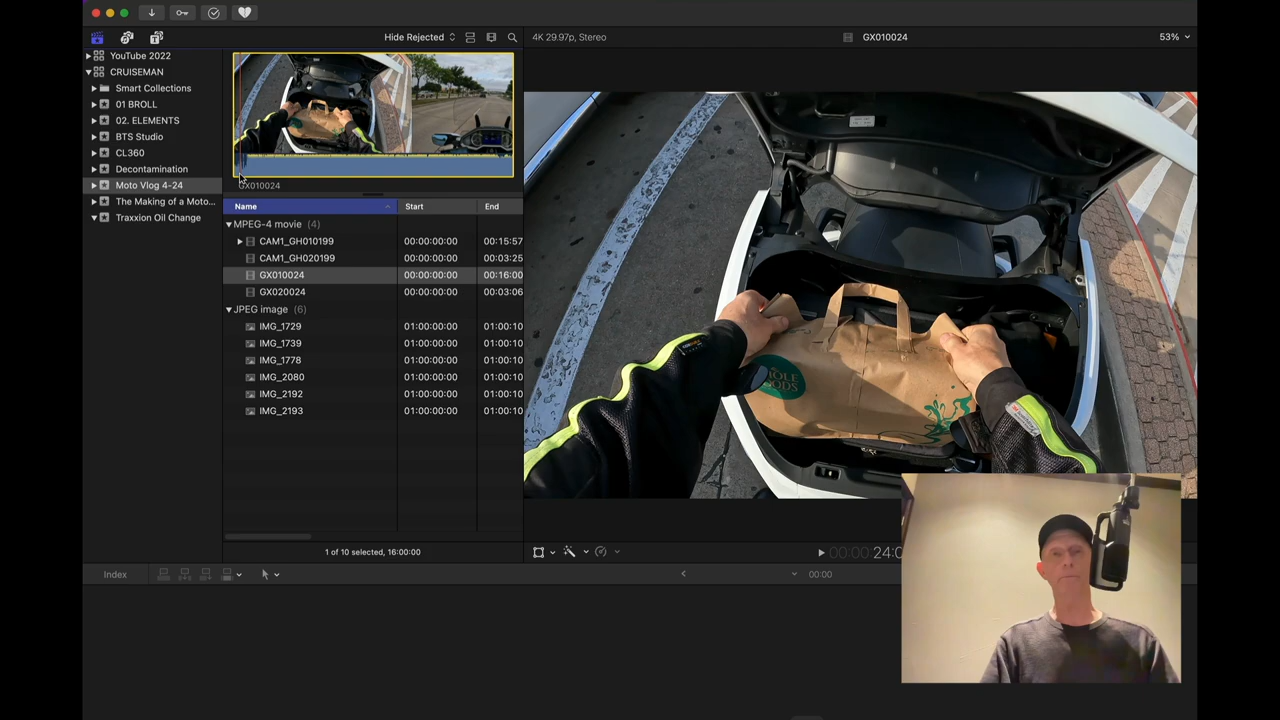 Hide Rejected
4K 29.97p, Stereo
GX010024
53%
YouTube 2022
CRUISEMAN
Smart Collections
01 BROLL
02. ELEMENTS
BTS Studio
CL360
Decontamination
Moto Vlog 4-24
The Making of a Moto...
Traxxion Oil Change
GX010024
Name Start End
MPEG-4 movie (4)
CAM1_GH010199 00:00:00:00 00:15:57
CAM1_GH020199 00:00:00:00 00:03:25
GX010024 00:00:00:00 00:16:00
GX020024 00:00:00:00 00:03:06
JPEG image (6)
IMG_1729 01:00:00:00 01:00:10
IMG_1739 01:00:00:00 01:00:10
IMG_1778 01:00:00:00 01:00:10
IMG_2080 01:00:00:00 01:00:10
IMG_2192 01:00:00:00 01:00:10
IMG_2193 01:00:00:00 01:00:10
1 of 10 selected, 16:00:00
00:00 24:0
Index
00:00